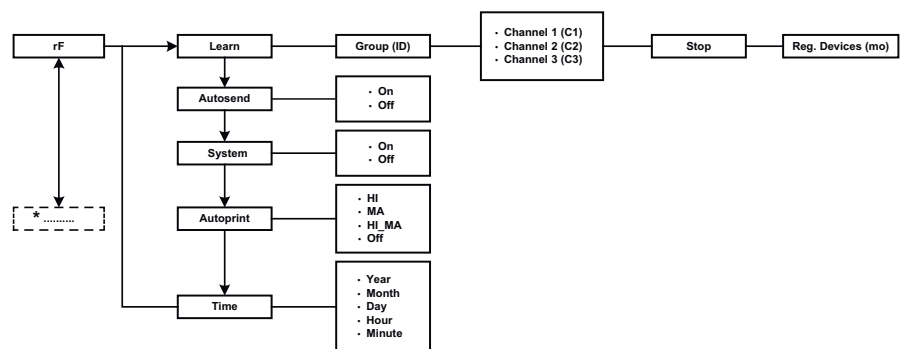 rF
Learn
Group (ID)
· Channel 1 (C1)
· Channel 2 (C2)
· Channel 3 (C3)
Stop
Reg. Devices (mo)
Autosend
· On
· Off
System
· On
· Off
* ..........
Autoprint
· HI
· MA
· HI_MA
· Off
Time
· Year
· Month
· Day
· Hour
· Minute